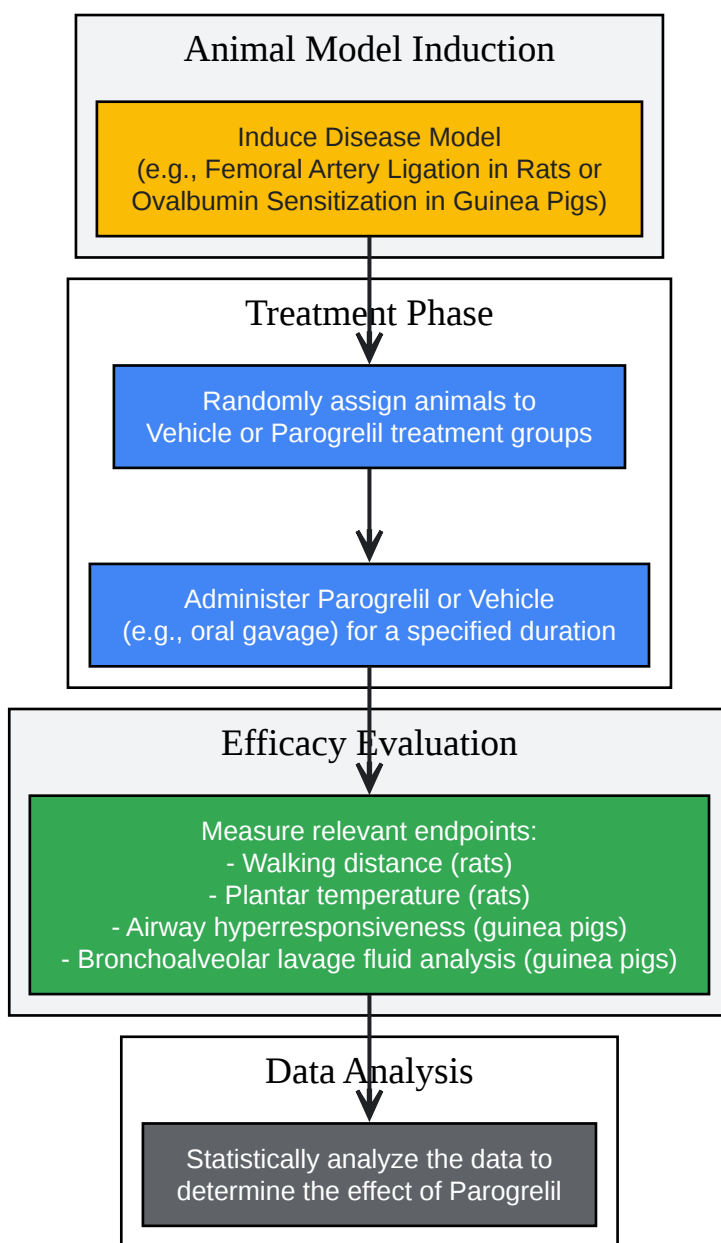 Animal Model Induction
Induce Disease Model
(e.g., Femoral Artery Ligation in Rats or
Ovalbumin Sensitization in Guinea Pigs)
Treatment Phase
Randomly assign animals to
Vehicle or Parogrelil treatment groups
Administer Parogrelil or Vehicle
(e.g., oral gavage) for a specified duration
Efficacy Evaluation
Measure relevant endpoints:
- Walking distance (rats)
- Plantar temperature (rats)
- Airway hyperresponsiveness (guinea pigs)
- Bronchoalveolar lavage fluid analysis (guinea pigs)
Data Analysis
Statistically analyze the data to
determine the effect of Parogrelil